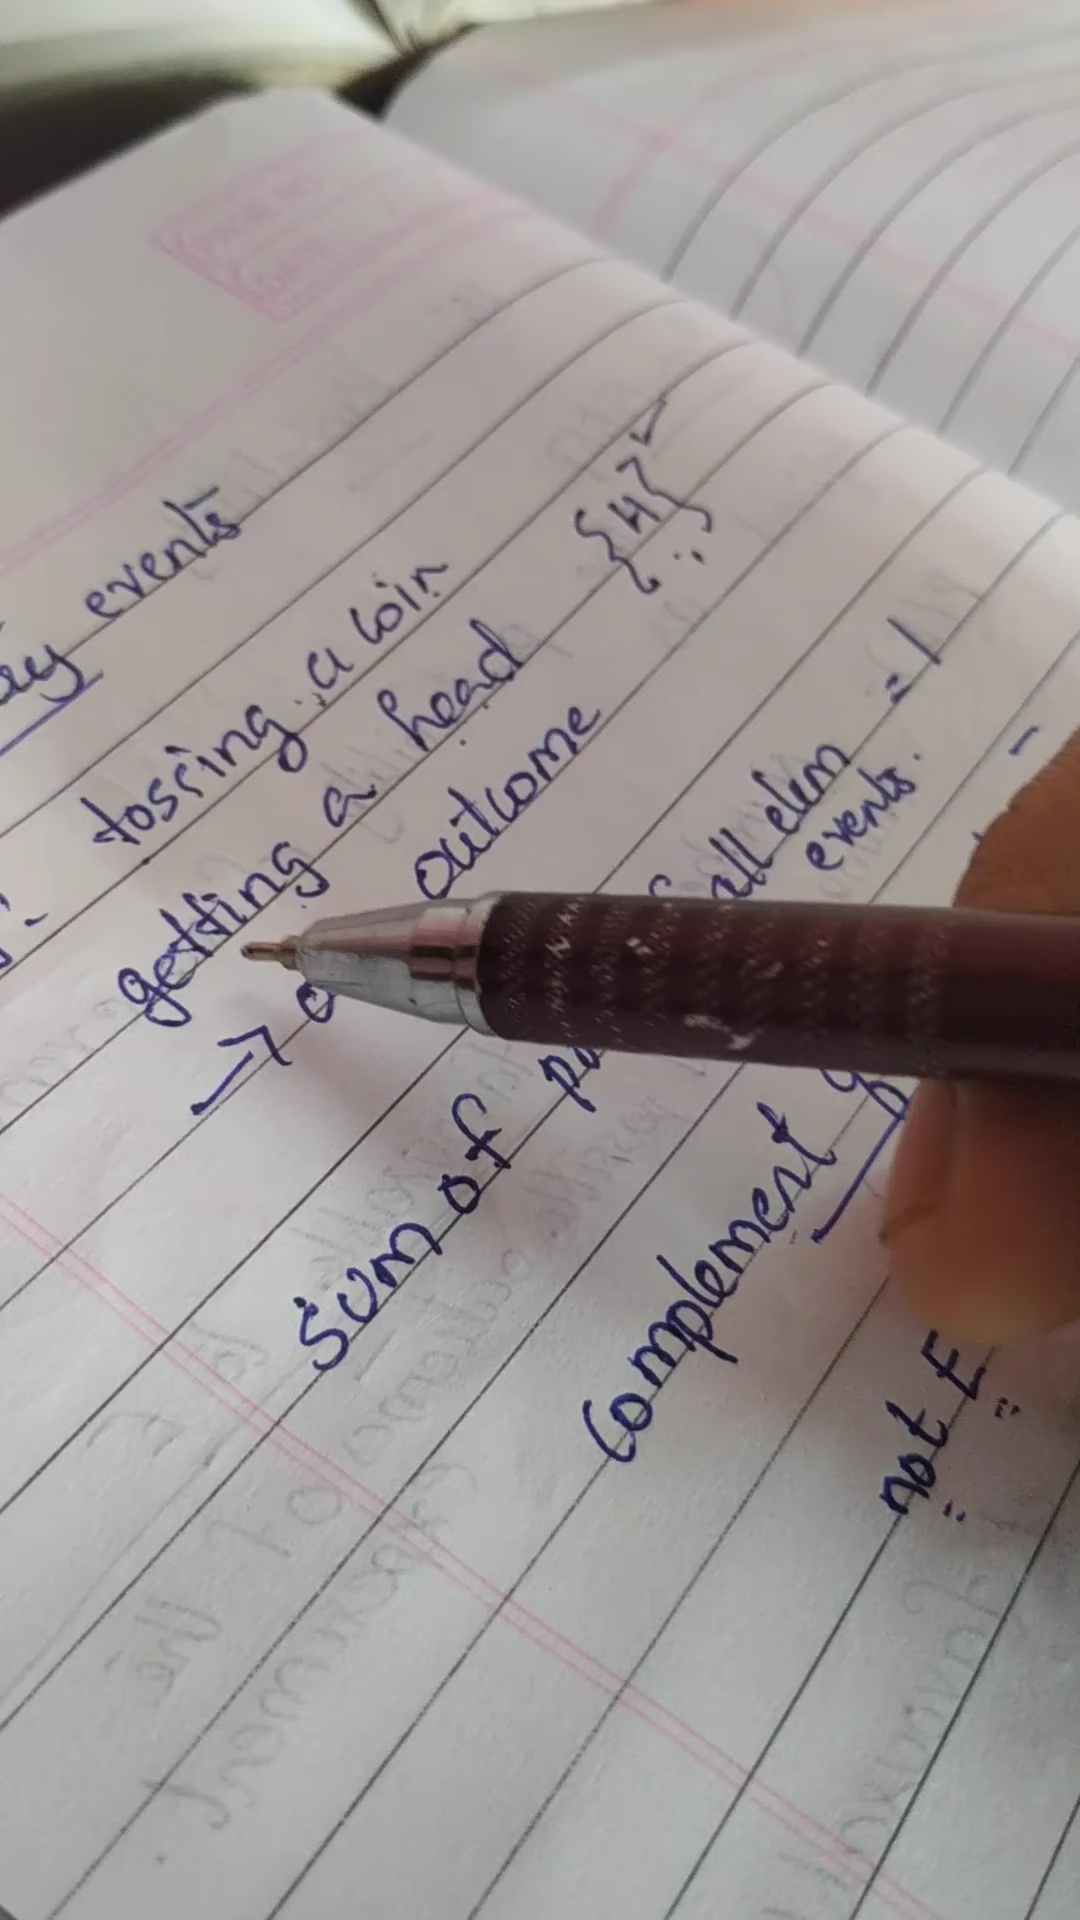 events
tossing a coin
getting a head {H}
→ outcome
sum of all elem events. = 1
Complement
not E